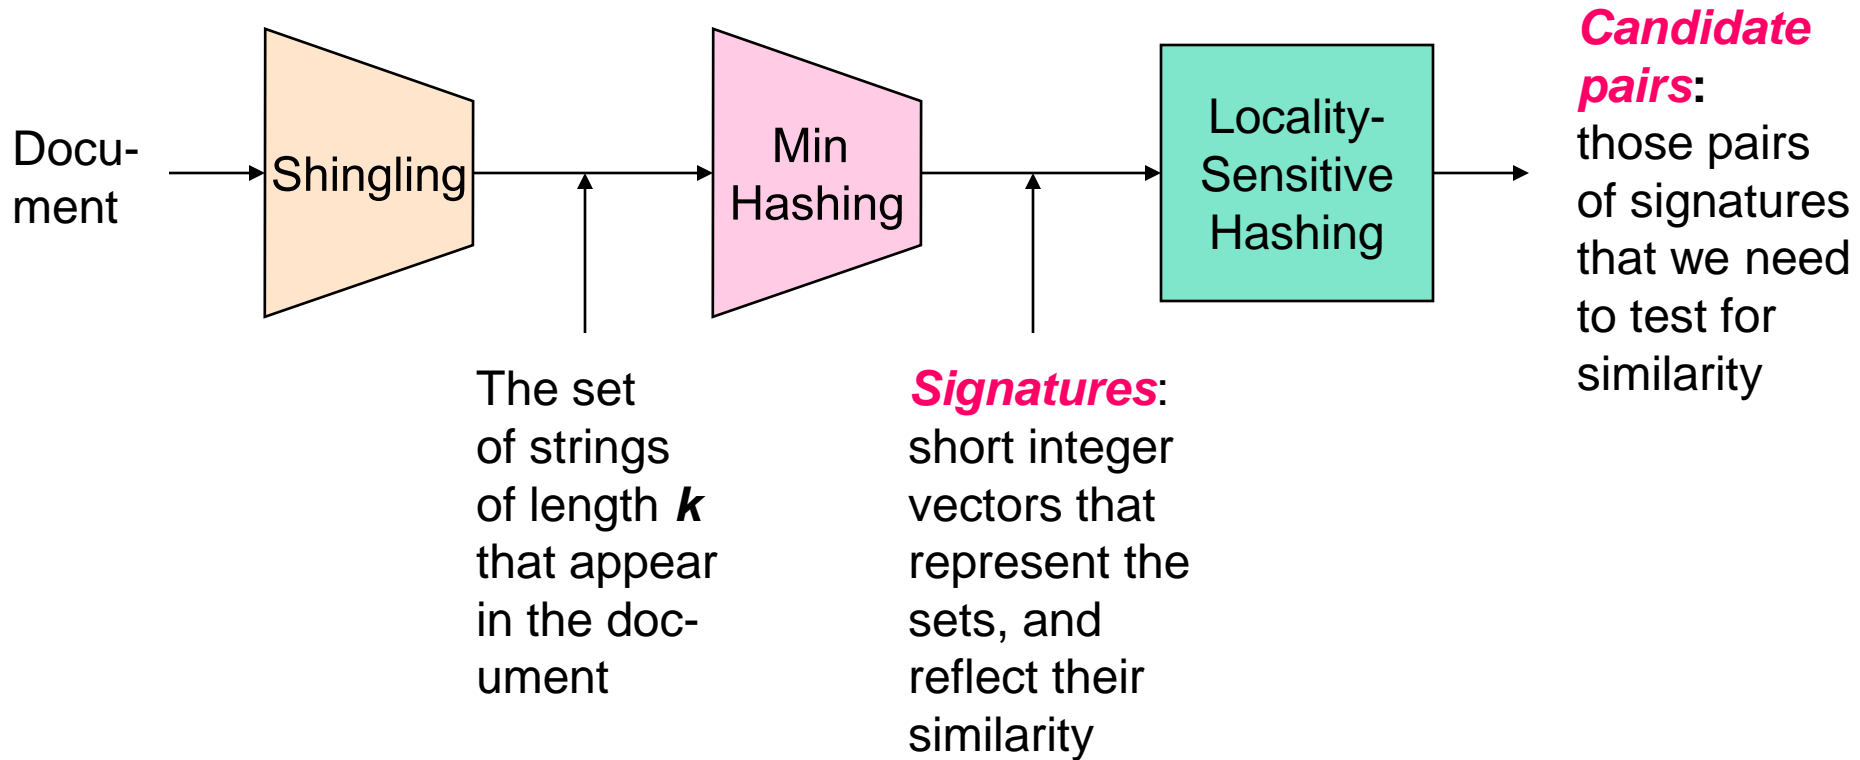 Docu-
ment
Shingling
The set
of strings
of length k
that appear
in the doc-
ument
Min
Hashing
Signatures:
short integer
vectors that
represent the
sets, and
reflect their
similarity
Locality-
Sensitive
Hashing
Candidate
pairs:
those pairs
of signatures
that we need
to test for
similarity